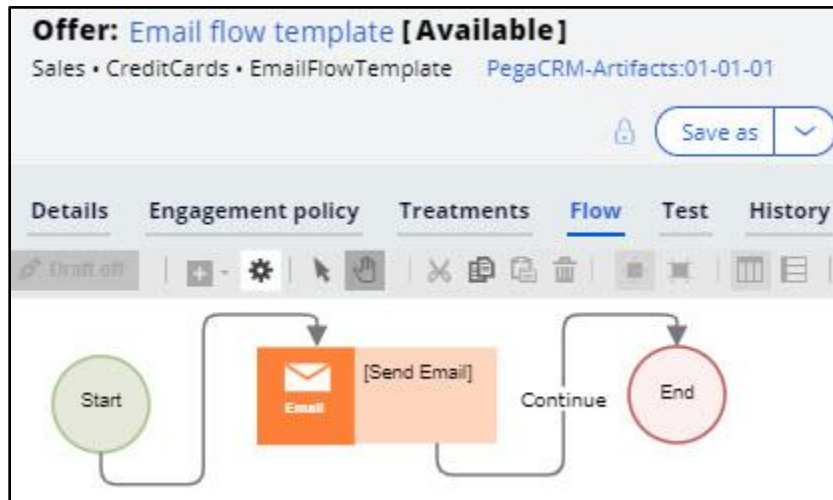 Offer: Email flow template [Available]
Sales • CreditCards • EmailFlowTemplate PegaCRM-Artifacts:01-01-01
Save as
Details Engagement policy Treatments Flow Test History
Draft off
Start
Email
[Send Email]
Continue
End